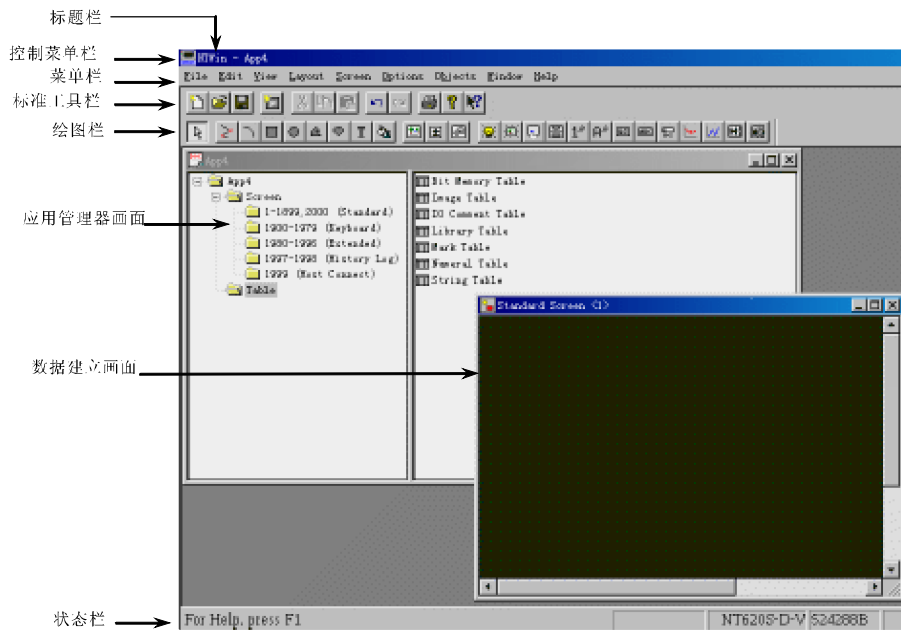 标题栏
控制菜单栏
NTWin - App4
菜单栏
File Edit View Layout Screen Options Objects Window Help
标准工具栏
绘图栏
App4
App4
Screen
1-1899,2000 (Standard)
1900-1979 (Keyboard)
1980-1996 (Extended)
1997-1998 (History Log)
1999 (Host Connect)
Table
Bit Memory Table
Image Table
IO Comment Table
Library Table
Mark Table
Numeral Table
String Table
应用管理器画面
Standard Screen (1)
数据建立画面
状态栏
For Help, press F1
NT620S-D-V 524288B